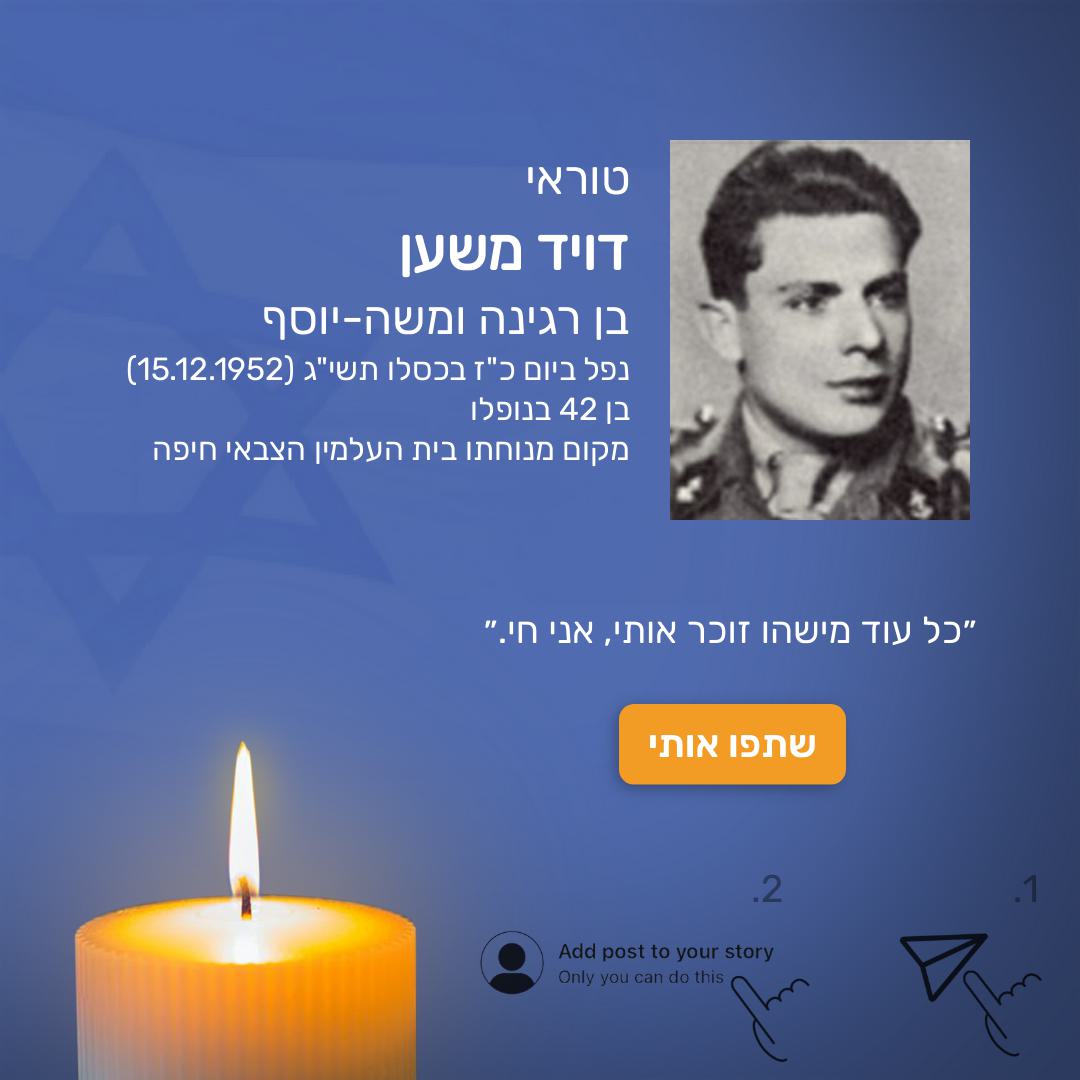 טוראי
דויד משען
בן רגינה ומשה-יוסף
נפל ביום כ"ז בכסלו תשי"ג (15.12.1952)
בן 42 בנופלו
מקום מנוחתו בית העלמין הצבאי חיפה
״כל עוד מישהו זוכר אותי, אני חי.״
שתפו אותי
1.
2.
Add post to your story
Only you can do this